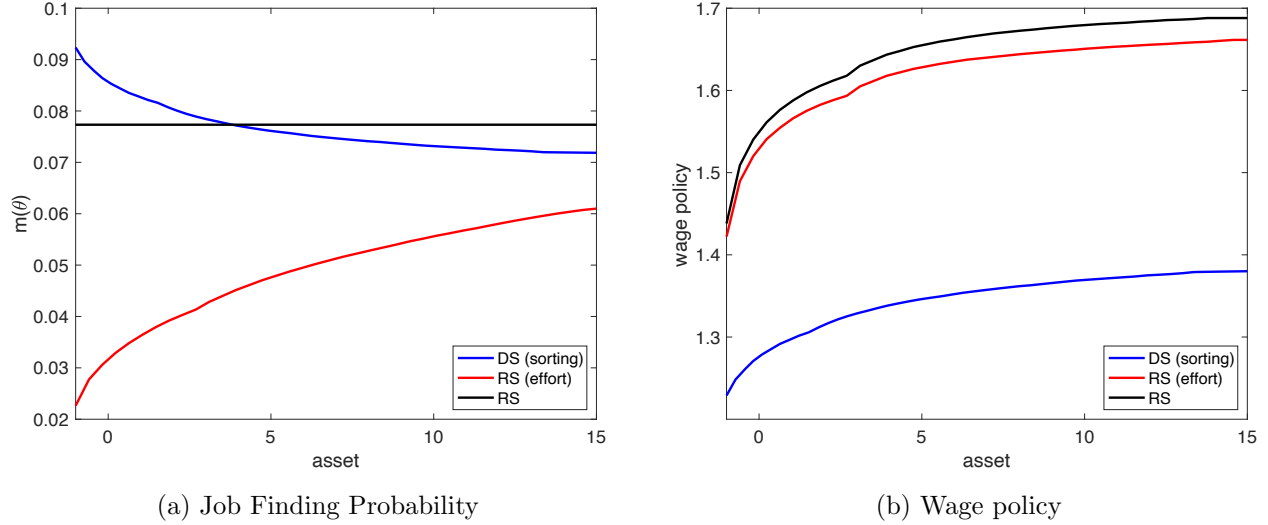 0.1
0.09
0.08
0.07
0.06
0.05
0.04
0.03
0.02
m(θ)
0
5
10
15
asset
DS (sorting)
RS (effort)
RS
(a) Job Finding Probability
1.7
1.6
1.5
1.4
1.3
wage policy
0
5
10
15
asset
DS (sorting)
RS (effort)
RS
(b) Wage policy